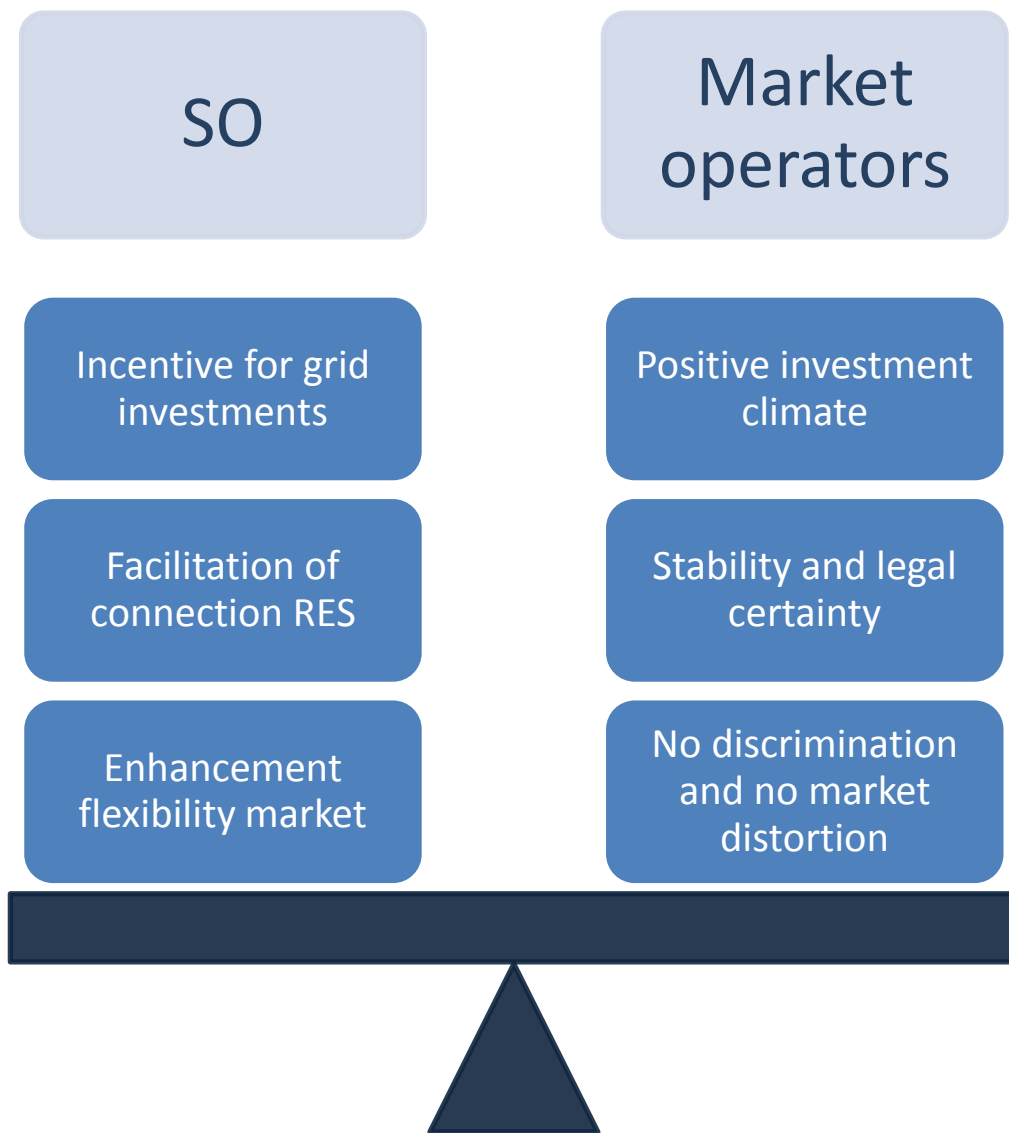 SO
Market
operators
Incentive for grid
investments
Facilitation of
connection RES
Enhancement
flexibility market
Positive investment
climate
Stability and legal
certainty
No discrimination
and no market
distortion